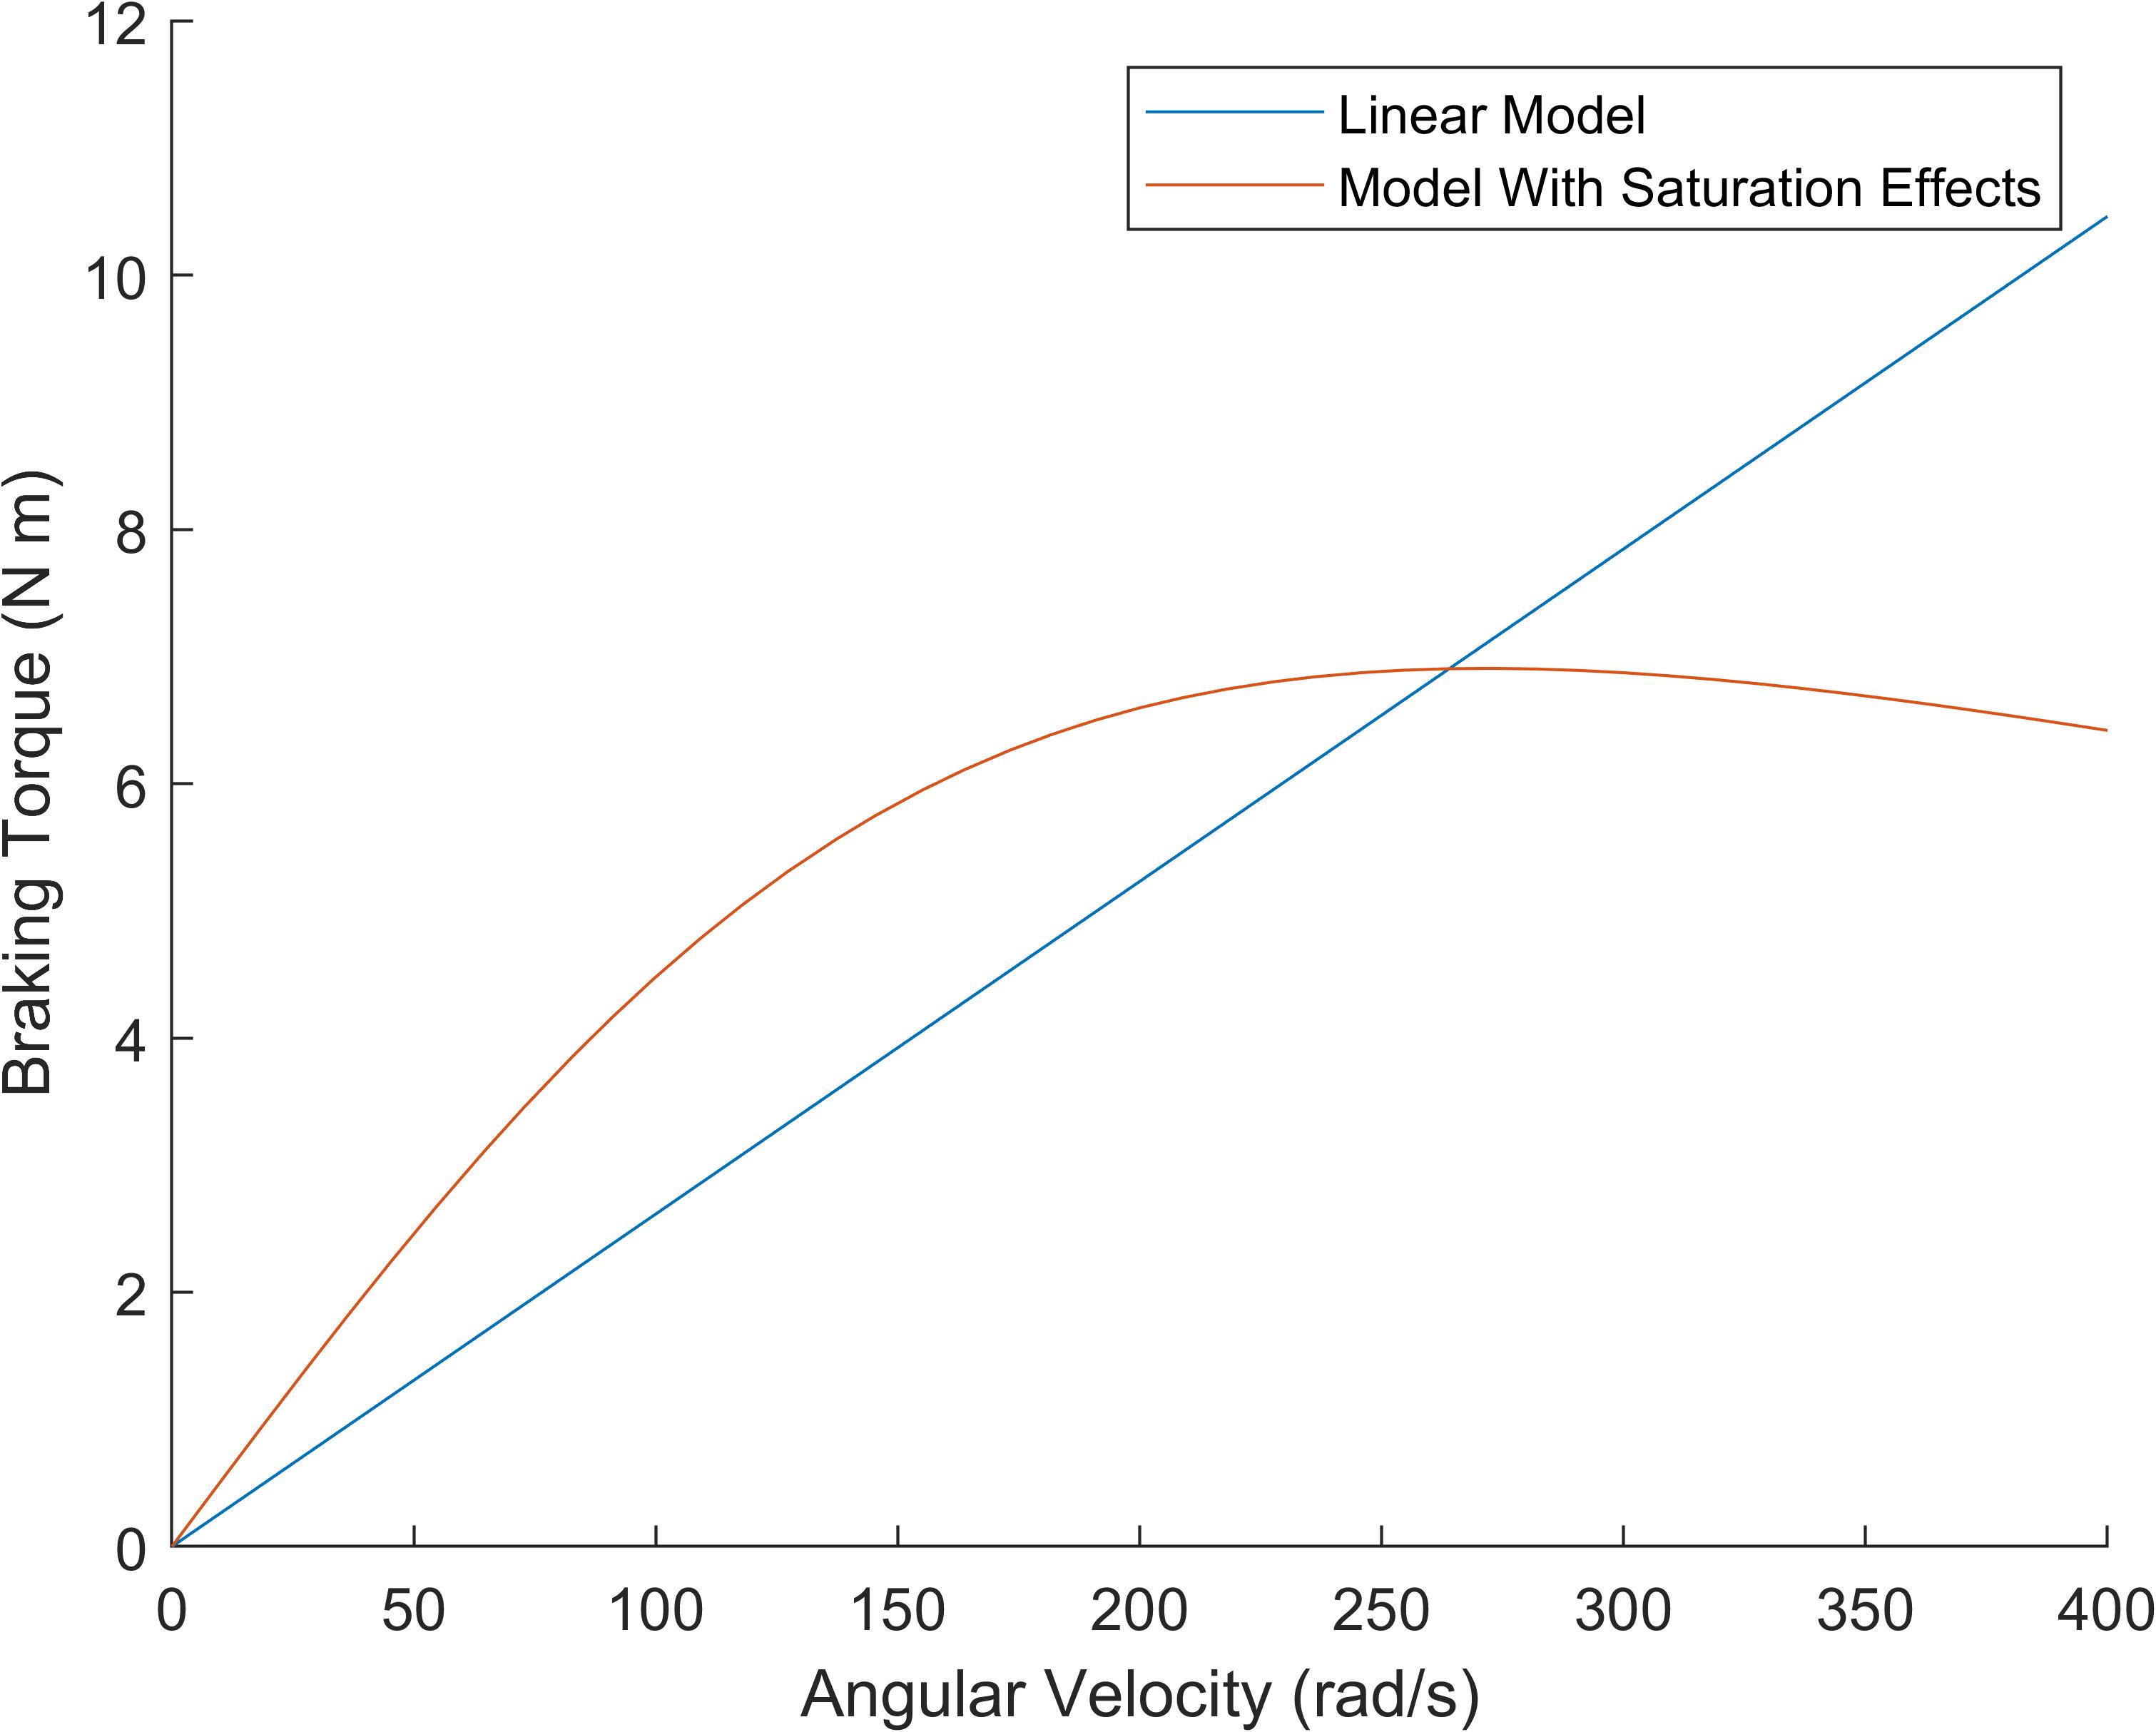 12
10
8
6
4
2
0
Braking Torque (N m)
Linear Model
Model With Saturation Effects
0 50 100 150 200 250 300 350 400
Angular Velocity (rad/s)